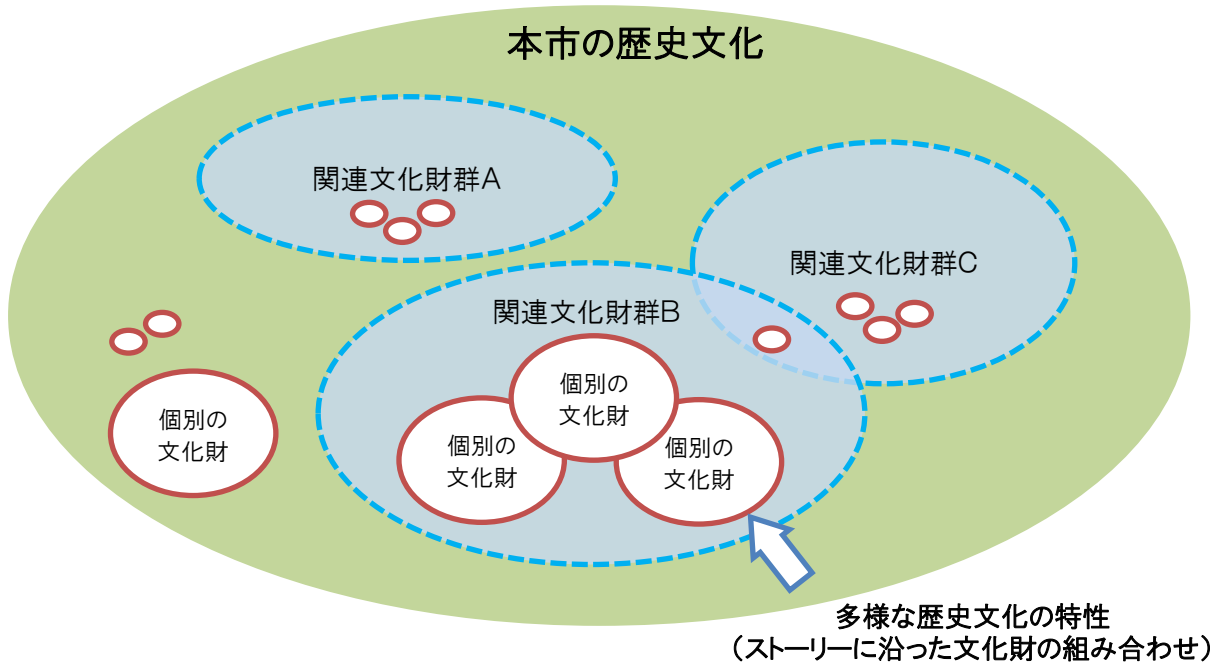 本市の歴史文化
関連文化財群A
関連文化財群C
関連文化財群B
個別の
文化財
個別の
文化財
個別の
文化財
個別の
文化財
多様な歴史文化の特性
（ストーリーに沿った文化財の組み合わせ）